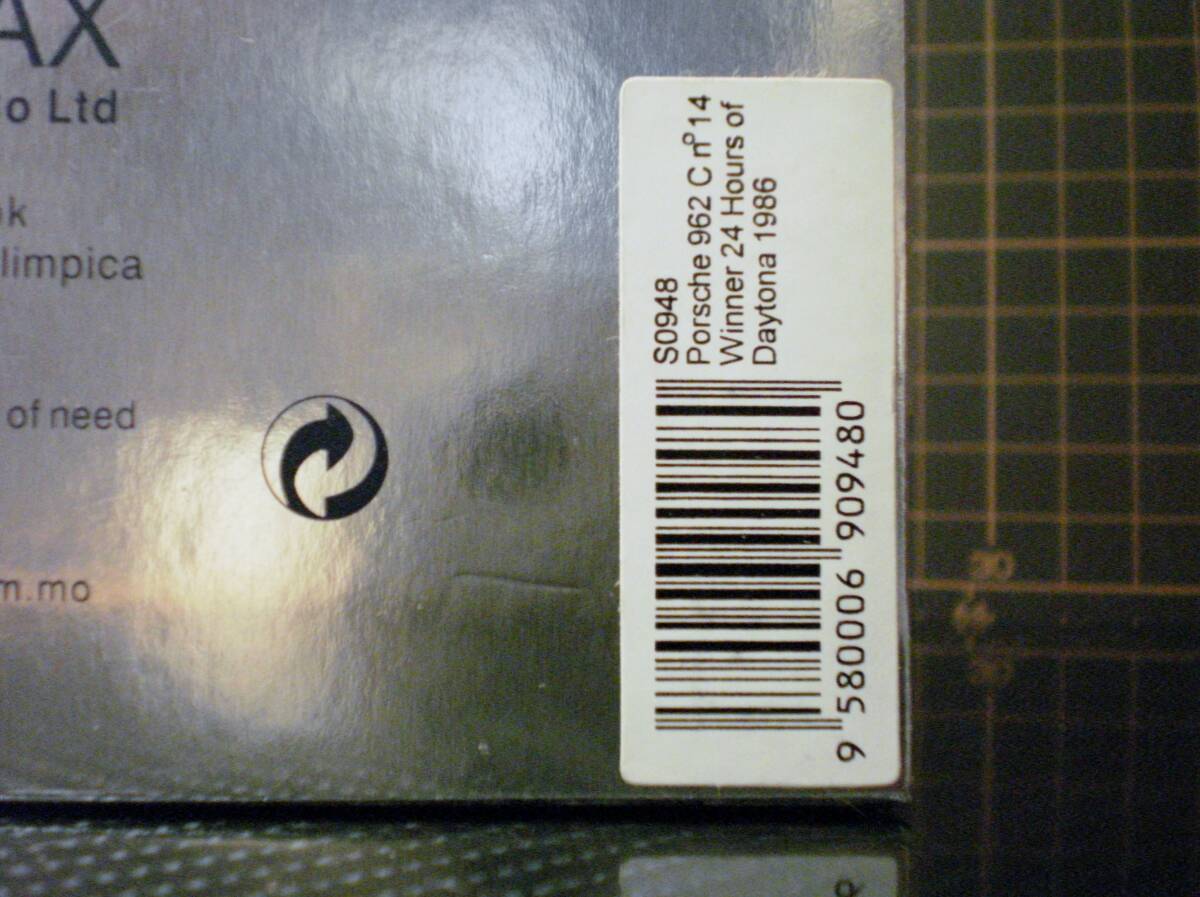 AX
o Ltd
k
limpica
of need
m.mo
S0948
Porsche 962 C nº14
Winner 24 Hours of
Daytona 1986
9 580006 909480
30